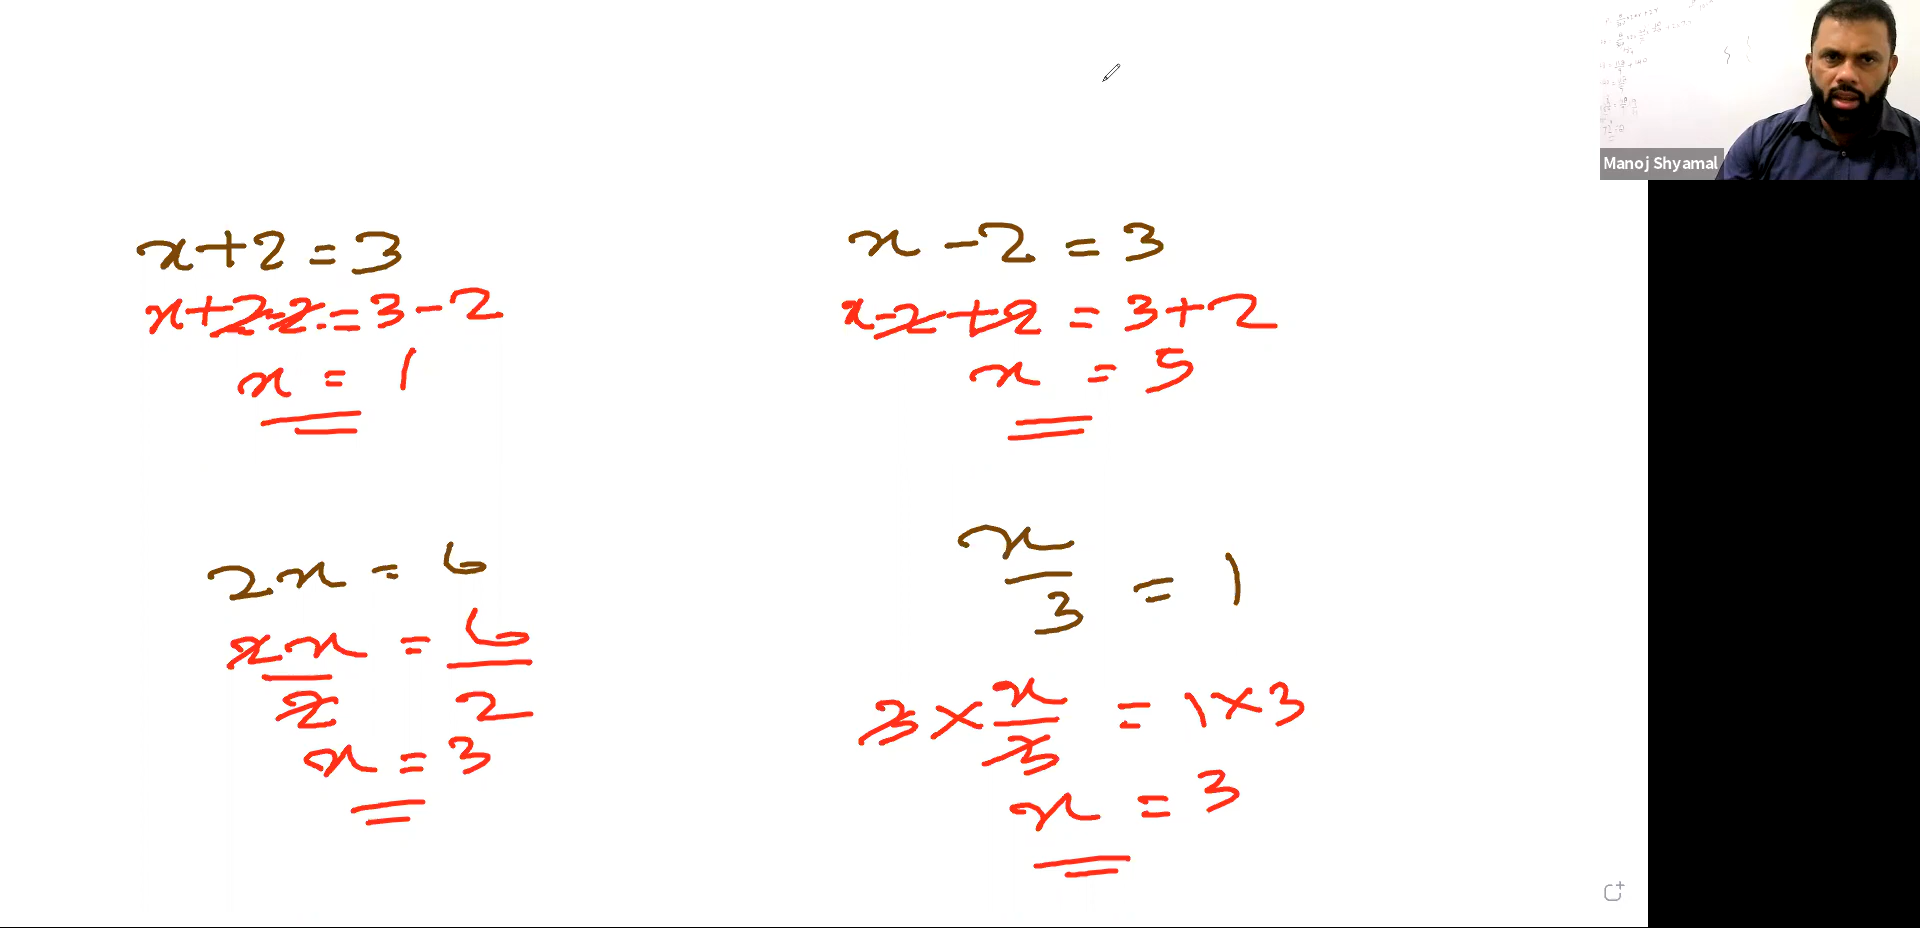 Manoj Shyamal
x+2=3
x+2-2=3-2
x = 1
x-2=3
x-2+2=3+2
x = 5
2x = 6
2x/2 = 6/2
x = 3
x/3 = 1
3×x/3 = 1×3
x = 3